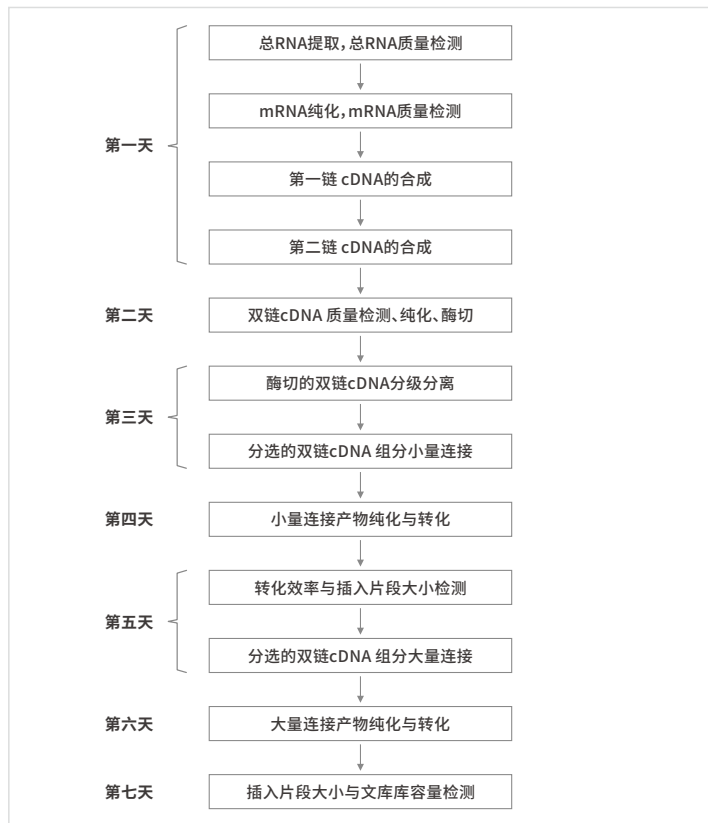 总RNA提取，总RNA质量检测
mRNA纯化，mRNA质量检测
第一天
第一链 cDNA的合成
第二链 cDNA的合成
第二天
双链cDNA 质量检测、纯化、酶切
酶切的双链cDNA分级分离
第三天
分选的双链cDNA 组分小量连接
第四天
小量连接产物纯化与转化
转化效率与插入片段大小检测
第五天
分选的双链cDNA 组分大量连接
第六天
大量连接产物纯化与转化
第七天
插入片段大小与文库库容量检测